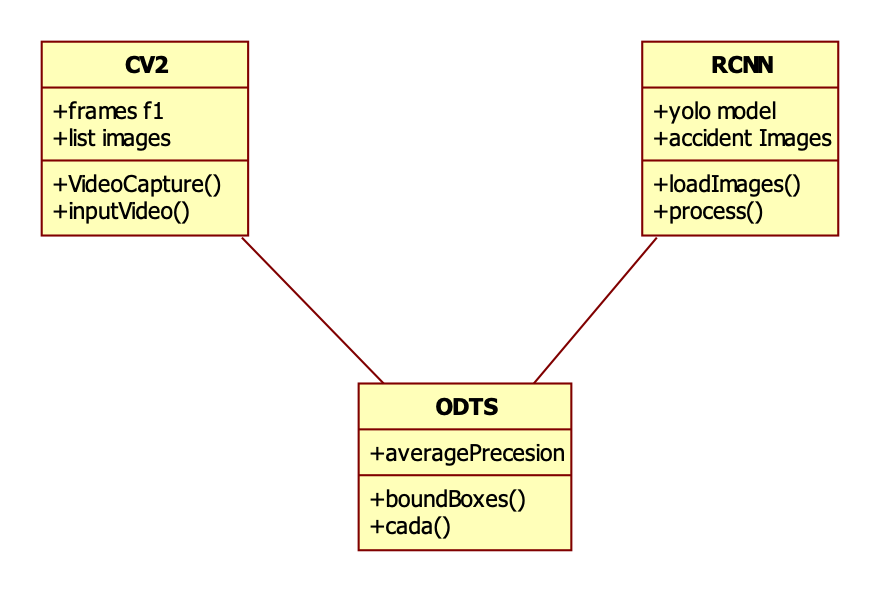 CV2
+frames f1
+list images
+VideoCapture()
+inputVideo()
RCNN
+yolo model
+accident Images
+loadImages()
+process()
ODTS
+averagePrecesion
+boundBoxes()
+cada()